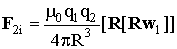 F₂ᵢ = μ₀ q₁ q₂ / 4πR³ [R[Rw₁]]